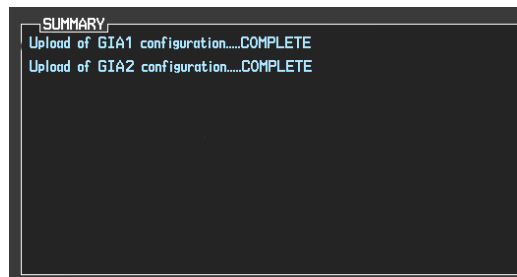 SUMMARY
Upload of GIA1 configuration.....COMPLETE
Upload of GIA2 configuration.....COMPLETE